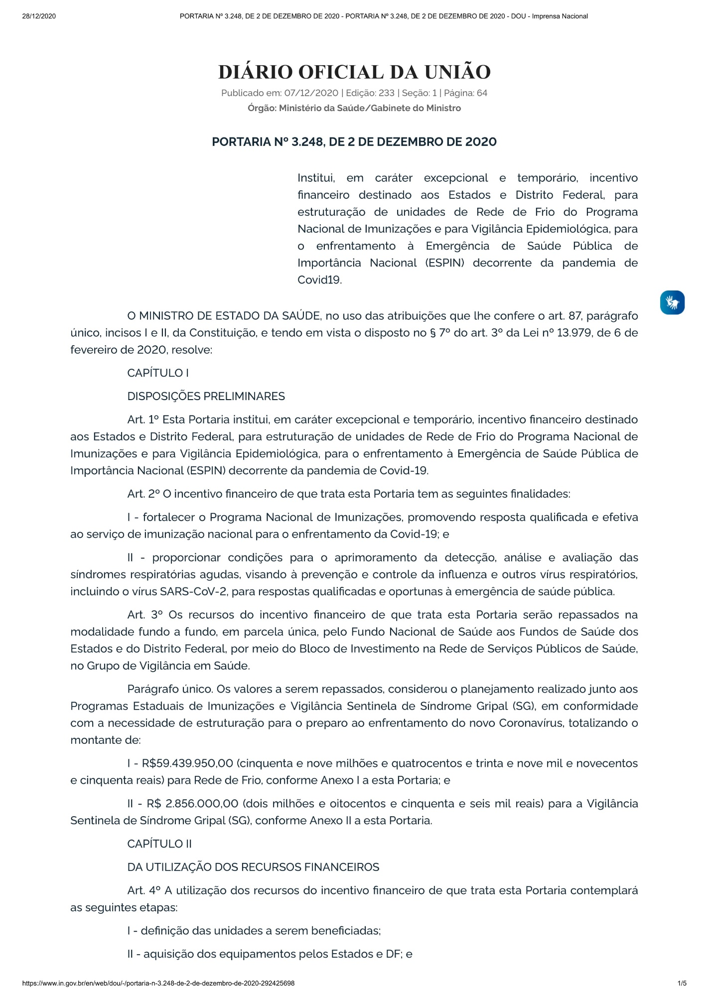 28/12/2020
PORTARIA Nº 3.248, DE 2 DE DEZEMBRO DE 2020 - PORTARIA Nº 3.248, DE 2 DE DEZEMBRO DE 2020 - DOU - Imprensa Nacional
DIÁRIO OFICIAL DA UNIÃO
Publicado em: 07/12/2020 | Edição: 233 | Seção: 1 | Página: 64
Órgão: Ministério da Saúde/Gabinete do Ministro
PORTARIA Nº 3.248, DE 2 DE DEZEMBRO DE 2020
Institui, em caráter excepcional e temporário, incentivo
financeiro destinado aos Estados e Distrito Federal, para
estruturação de unidades de Rede de Frio do Programa
Nacional de Imunizações e para Vigilância Epidemiológica, para
o enfrentamento à Emergência de Saúde Pública de
Importância Nacional (ESPIN) decorrente da pandemia de
Covid19.
O MINISTRO DE ESTADO DA SAÚDE, no uso das atribuições que lhe confere o art. 87, parágrafo
único, incisos I e II, da Constituição, e tendo em vista o disposto no § 7º do art. 3º da Lei nº 13.979, de 6 de
fevereiro de 2020, resolve:
CAPÍTULO I
DISPOSIÇÕES PRELIMINARES
Art. 1º Esta Portaria institui, em caráter excepcional e temporário, incentivo financeiro destinado
aos Estados e Distrito Federal, para estruturação de unidades de Rede de Frio do Programa Nacional de
Imunizações e para Vigilância Epidemiológica, para o enfrentamento à Emergência de Saúde Pública de
Importância Nacional (ESPIN) decorrente da pandemia de Covid-19.
Art. 2º O incentivo financeiro de que trata esta Portaria tem as seguintes finalidades:
I - fortalecer o Programa Nacional de Imunizações, promovendo resposta qualificada e efetiva
ao serviço de imunização nacional para o enfrentamento da Covid-19; e
II - proporcionar condições para o aprimoramento da detecção, análise e avaliação das
síndromes respiratórias agudas, visando à prevenção e controle da influenza e outros vírus respiratórios,
incluindo o vírus SARS-CoV-2, para respostas qualificadas e oportunas à emergência de saúde pública.
Art. 3º Os recursos do incentivo financeiro de que trata esta Portaria serão repassados na
modalidade fundo a fundo, em parcela única, pelo Fundo Nacional de Saúde aos Fundos de Saúde dos
Estados e do Distrito Federal, por meio do Bloco de Investimento na Rede de Serviços Públicos de Saúde,
no Grupo de Vigilância em Saúde.
Parágrafo único. Os valores a serem repassados, considerou o planejamento realizado junto aos
Programas Estaduais de Imunizações e Vigilância Sentinela de Síndrome Gripal (SG), em conformidade
com a necessidade de estruturação para o preparo ao enfrentamento do novo Coronavírus, totalizando o
montante de:
I - R$59.439.950,00 (cinquenta e nove milhões e quatrocentos e trinta e nove mil e novecentos
e cinquenta reais) para Rede de Frio, conforme Anexo I a esta Portaria; e
II - R$ 2.856.000,00 (dois milhões e oitocentos e cinquenta e seis mil reais) para a Vigilância
Sentinela de Síndrome Gripal (SG), conforme Anexo II a esta Portaria.
CAPÍTULO II
DA UTILIZAÇÃO DOS RECURSOS FINANCEIROS
Art. 4º A utilização dos recursos do incentivo financeiro de que trata esta Portaria contemplará
as seguintes etapas:
I - definição das unidades a serem beneficiadas;
II - aquisição dos equipamentos pelos Estados e DF; e
https://www.in.gov.br/en/web/dou/-/portaria-n-3.248-de-2-de-dezembro-de-2020-292425698
1/5